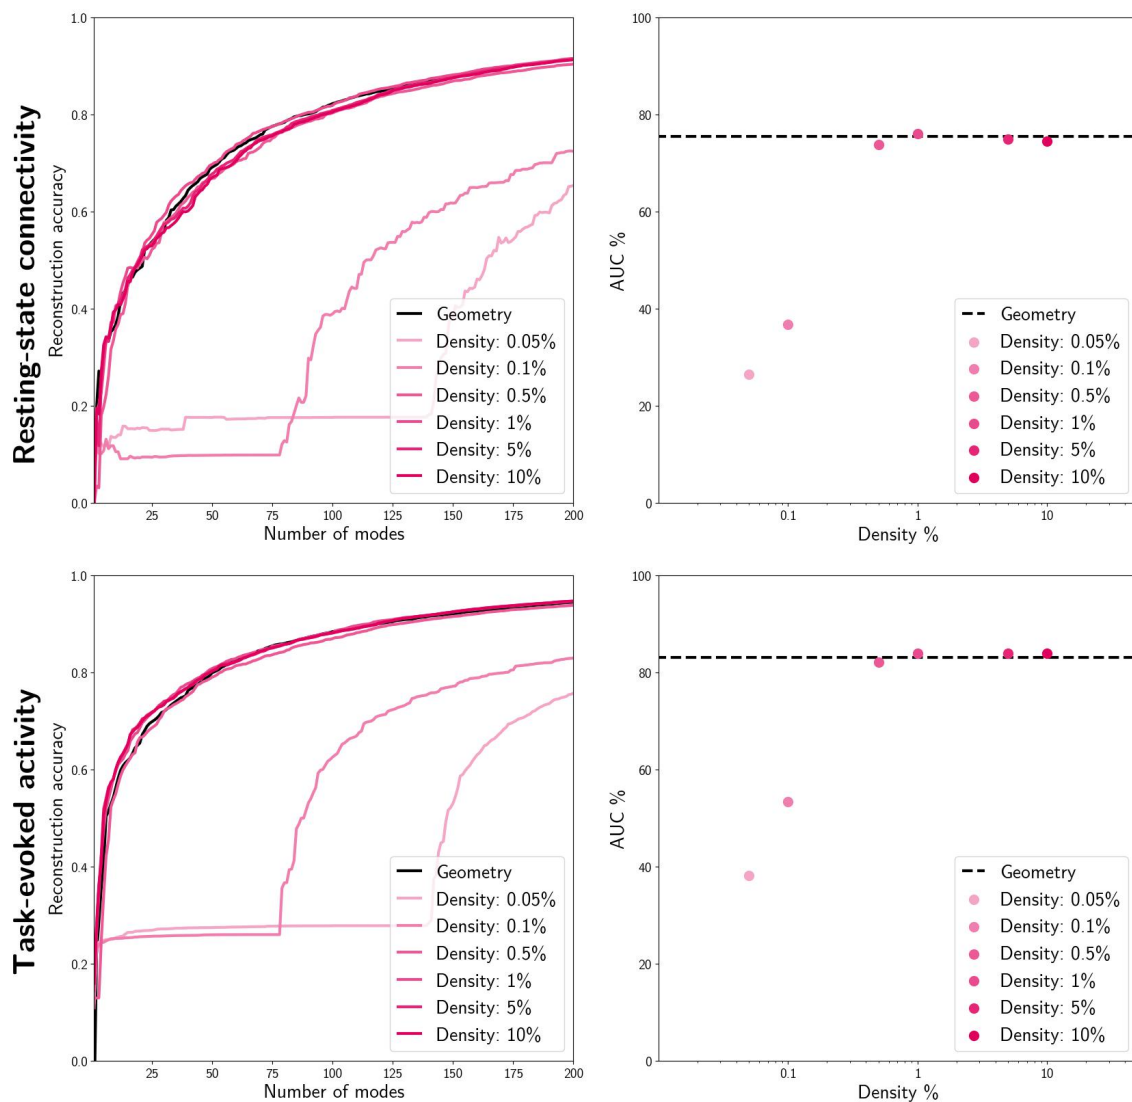 Resting-state connectivity
Reconstruction accuracy
1.0
0.8
0.6
0.4
0.2
0.0
25
50
75
100
125
150
175
200
Number of modes
Geometry
Density: 0.05%
Density: 0.1%
Density: 0.5%
Density: 1%
Density: 5%
Density: 10%
AUC %
100
80
60
40
20
0
0.1
1
10
Density %
Geometry
Density: 0.05%
Density: 0.1%
Density: 0.5%
Density: 1%
Density: 5%
Density: 10%
Task-evoked activity
Reconstruction accuracy
1.0
0.8
0.6
0.4
0.2
0.0
25
50
75
100
125
150
175
200
Number of modes
Geometry
Density: 0.05%
Density: 0.1%
Density: 0.5%
Density: 1%
Density: 5%
Density: 10%
AUC %
100
80
60
40
20
0
0.1
1
10
Density %
Geometry
Density: 0.05%
Density: 0.1%
Density: 0.5%
Density: 1%
Density: 5%
Density: 10%